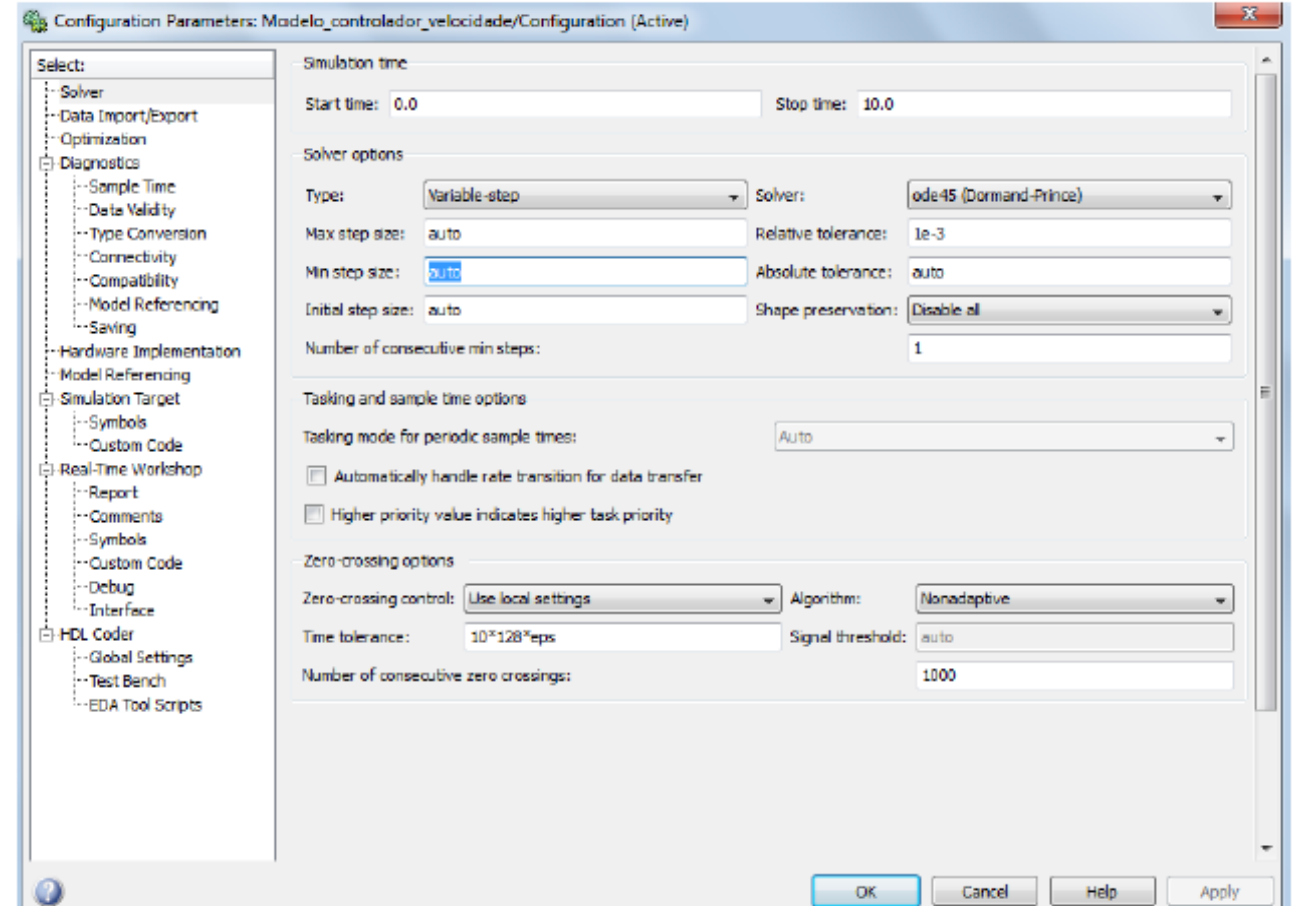 Configuration Parameters: Modelo_controlador_velocidade/Configuration (Active)
Select:
Solver
Data Import/Export
Optimization
Diagnostics
Sample Time
Data Validity
Type Conversion
Connectivity
Compatibility
Model Referencing
Saving
Hardware Implementation
Model Referencing
Simulation Target
Symbols
Custom Code
Real-Time Workshop
Report
Comments
Symbols
Custom Code
Debug
Interface
HDL Coder
Global Settings
Test Bench
EDA Tool Scripts
Simulation time
Start time: 0.0 Stop time: 10.0
Solver options
Type: Variable-step Solver: ode45 (Dormand-Prince)
Max step size: auto Relative tolerance: 1e-3
Min step size: auto Absolute tolerance: auto
Initial step size: auto Shape preservation: Disable all
Number of consecutive min steps: 1
Tasking and sample time options
Tasking mode for periodic sample times: Auto
Automatically handle rate transition for data transfer
Higher priority value indicates higher task priority
Zero-crossing options
Zero-crossing control: Use local settings Algorithm: Nonadaptive
Time tolerance: 10*128*eps Signal threshold: auto
Number of consecutive zero crossings: 1000
OK Cancel Help Apply